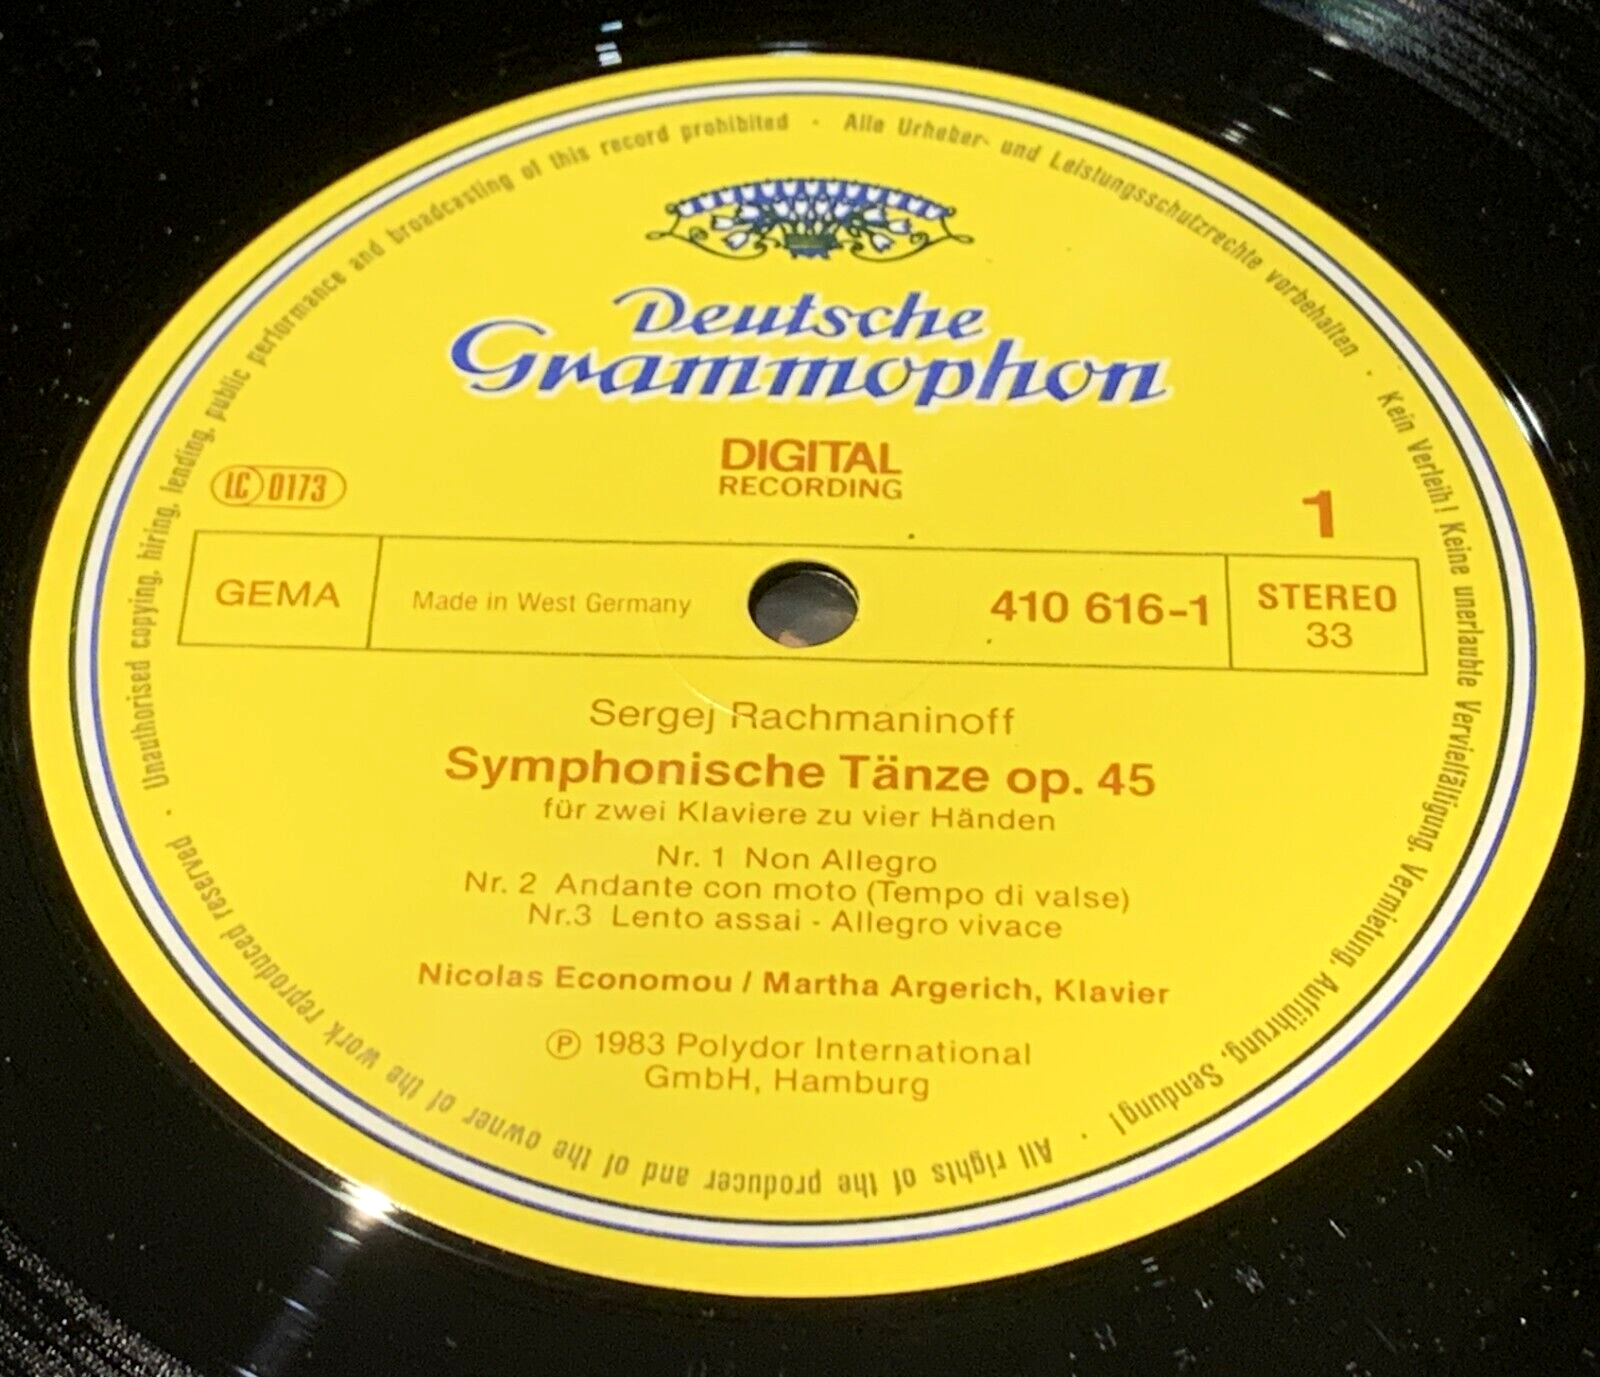 Deutsche
Grammophon
DIGITAL
RECORDING
LC 0173
1
GEMA
Made in West Germany
410 616-1
STEREO
33
Sergej Rachmaninoff
Symphonische Tänze op. 45
für zwei Klaviere zu vier Händen
Nr. 1 Non Allegro
Nr. 2 Andante con moto (Tempo di valse)
Nr.3 Lento assai - Allegro vivace
Nicolas Economou / Martha Argerich, Klavier
℗ 1983 Polydor International
GmbH, Hamburg
Alle Urheber- und Leistungsschutzrechte vorbehalten · Kein Verleih! Keine unerlaubte Vervielfältigung, Vermietung, Aufführung, Sendung! · All rights of the producer and of the owner of the work reproduced reserved · Unauthorised copying, hiring, lending, public performance and broadcasting of this record prohibited ·